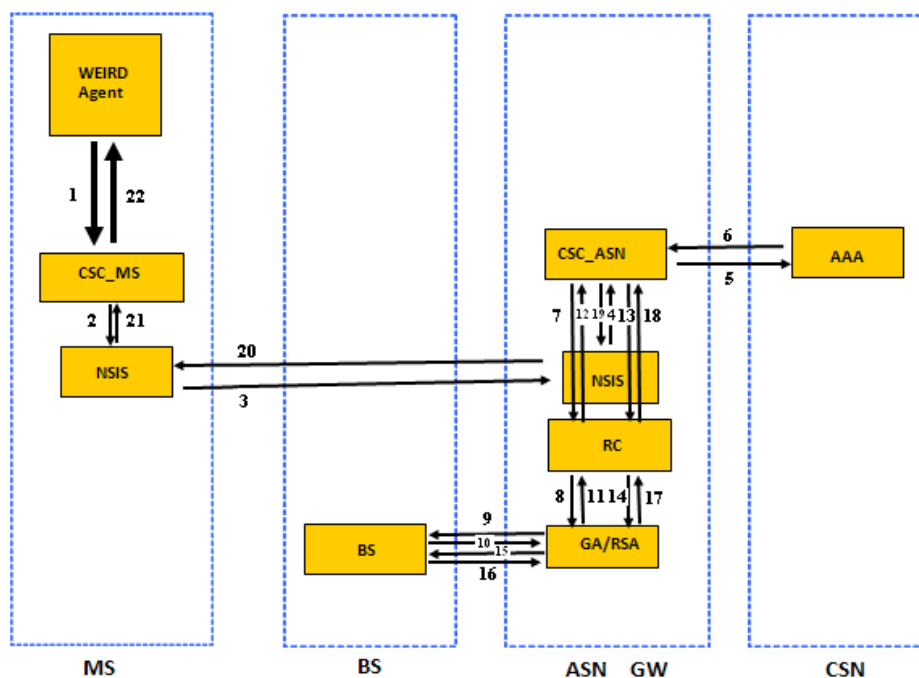 WEIRD
Agent
1
22
CSC_MS
2
21
NSIS
20
3
6
5
CSC_ASN
AAA
7
12
19
4
13
18
NSIS
RC
8
11
14
17
9
10
15
16
BS
GA/RSA
MS
BS
ASN GW
CSN